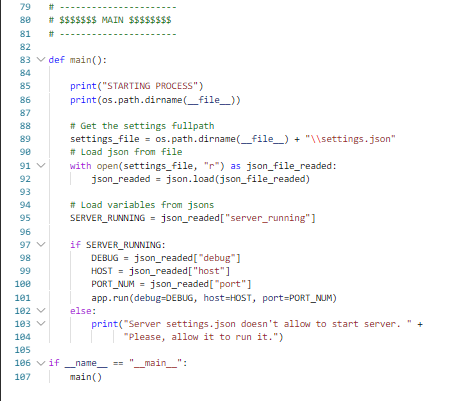 79 # ----------------------
80 # $$$$$$$ MAIN $$$$$$$$
81 # ----------------------
82
83 def main():
84
85 print("STARTING PROCESS")
86 print(os.path.dirname(__file__))
87
88 # Get the settings fullpath
89 settings_file = os.path.dirname(__file__) + "\\settings.json"
90 # Load json from file
91 with open(settings_file, "r") as json_file_readed:
92 json_readed = json.load(json_file_readed)
93
94 # Load variables from jsons
95 SERVER_RUNNING = json_readed["server_running"]
96
97 if SERVER_RUNNING:
98 DEBUG = json_readed["debug"]
99 HOST = json_readed["host"]
100 PORT_NUM = json_readed["port"]
101 app.run(debug=DEBUG, host=HOST, port=PORT_NUM)
102 else:
103 print("Server settings.json doesn't allow to start server. " +
104 "Please, allow it to run it.")
105
106 if __name__ == "__main__":
107 main()